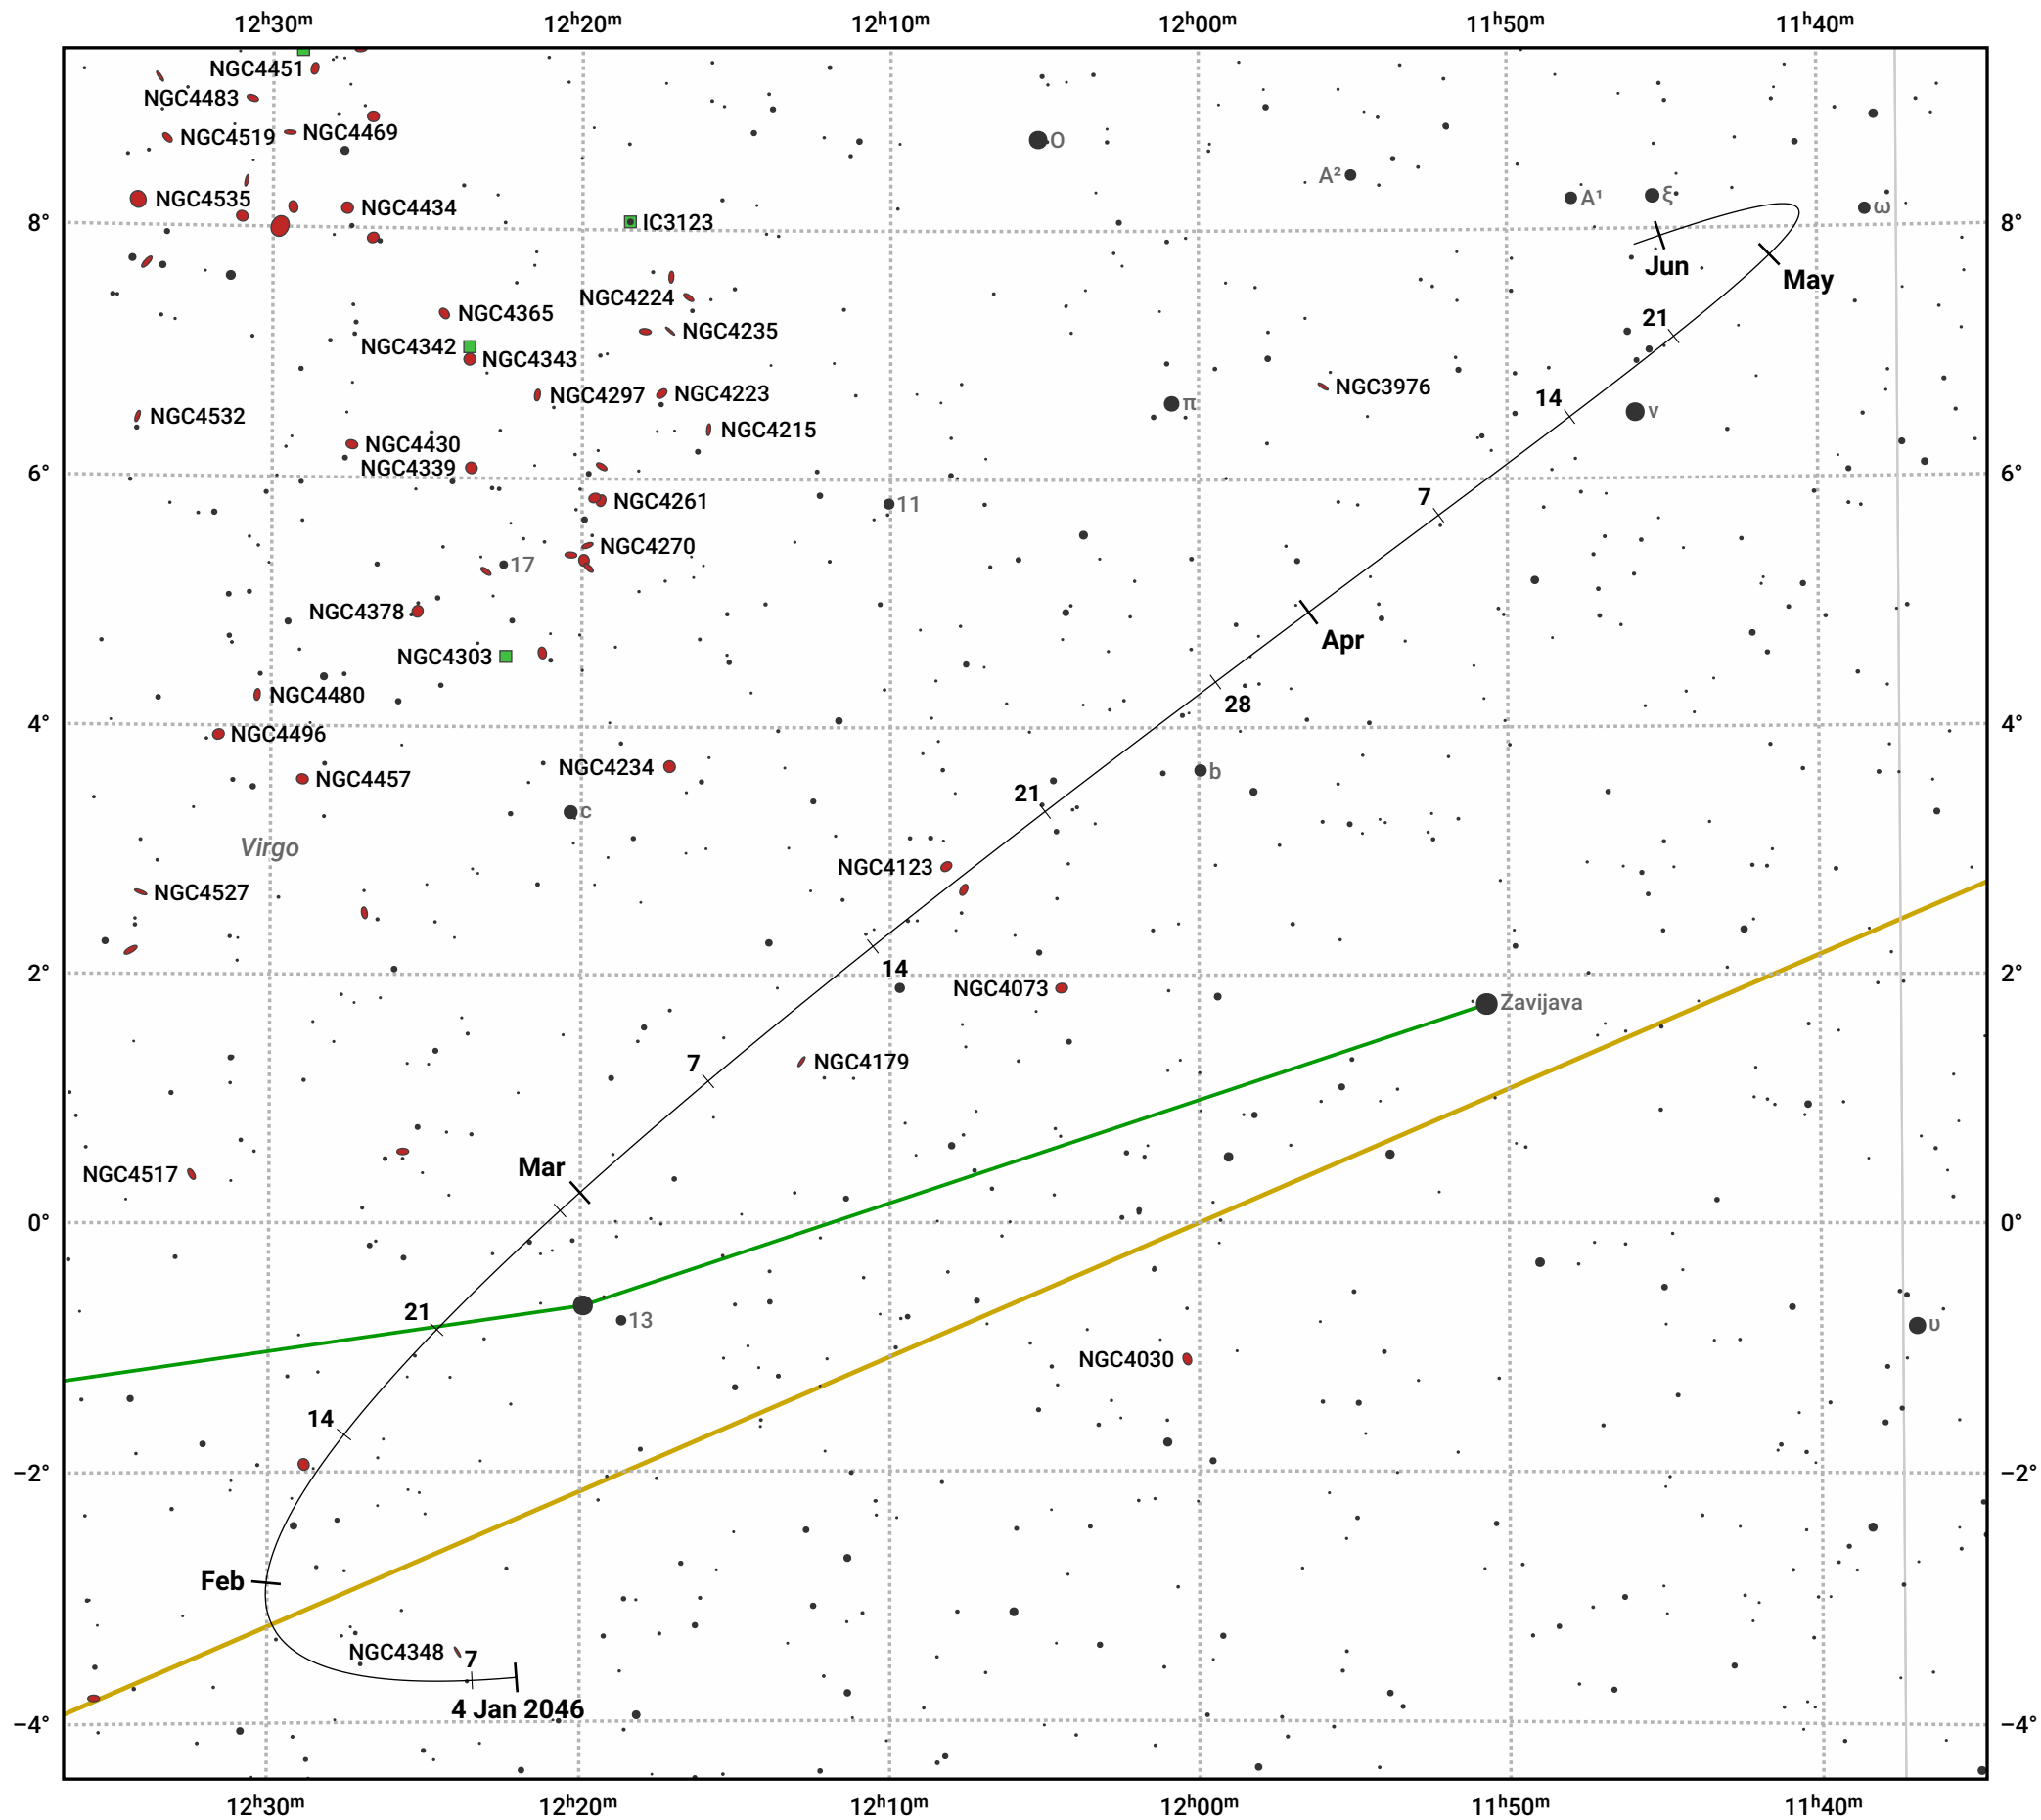 12ʰ30ᵐ 12ʰ20ᵐ 12ʰ10ᵐ 12ʰ00ᵐ 11ʰ50ᵐ 11ʰ40ᵐ
NGC4451
NGC4483
NGC4519 NGC4469
ο
A²
NGC4535 NGC4434
A¹ ξ ω
8° IC3123 8°
Jun
May
NGC4224
NGC4365
21
NGC4235
NGC4342
NGC4343
NGC3976
NGC4297 NGC4223
14
π ν
NGC4532
NGC4215
NGC4430
NGC4339
6° 6°
7
NGC4261
11
NGC4270
17
NGC4378
Apr
NGC4303
NGC4480
28
4° 4°
NGC4496
NGC4234 b
NGC4457
21
c
Virgo
NGC4123
NGC4527
14
2° 2°
NGC4073
Zavijava
7 NGC4179
Mar
NGC4517
0° 0°
21
13 υ
NGC4030
14
−2° −2°
Feb
NGC4348 7
4 Jan 2046
−4° −4°
12ʰ30ᵐ 12ʰ20ᵐ 12ʰ10ᵐ 12ʰ00ᵐ 11ʰ50ᵐ 11ʰ40ᵐ